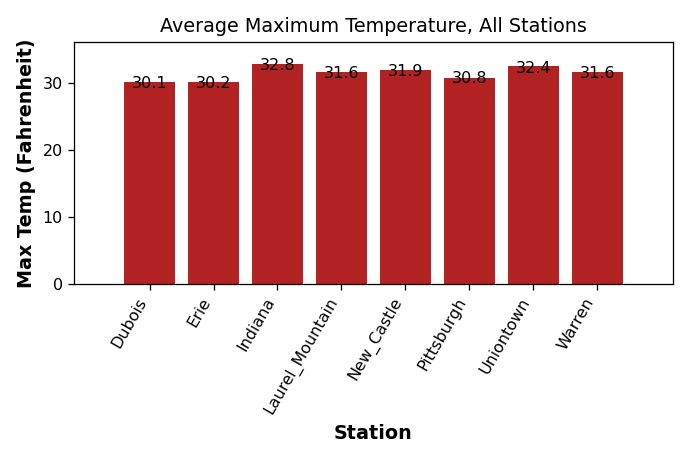 Average Maximum Temperature, All Stations
Max Temp (Fahrenheit)
30
20
10
0
30.1
30.2
32.8
31.6
31.9
30.8
32.4
31.6
Dubois
Erie
Indiana
Laurel_Mountain
New_Castle
Pittsburgh
Uniontown
Warren
Station